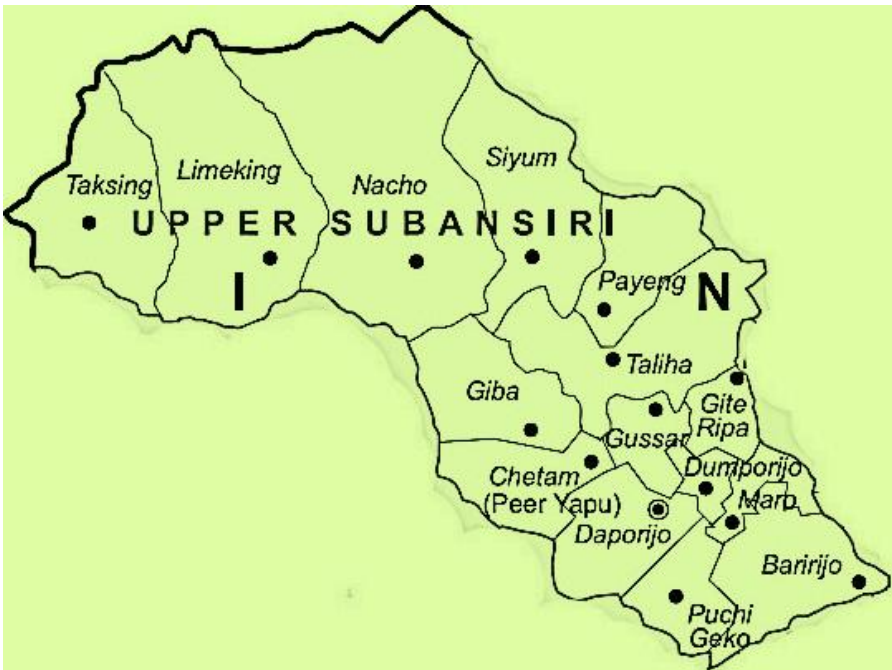 Siyum
Limeking
Taksing
Nacho
UPPER SUBANSIRI
I
N
Payeng
Taliha
Giba
Gite
Ripa
Gussar
Dumporijo
Chetam
(Peer Yapu)
Maro
Daporijo
Baririjo
Puchi
Geko